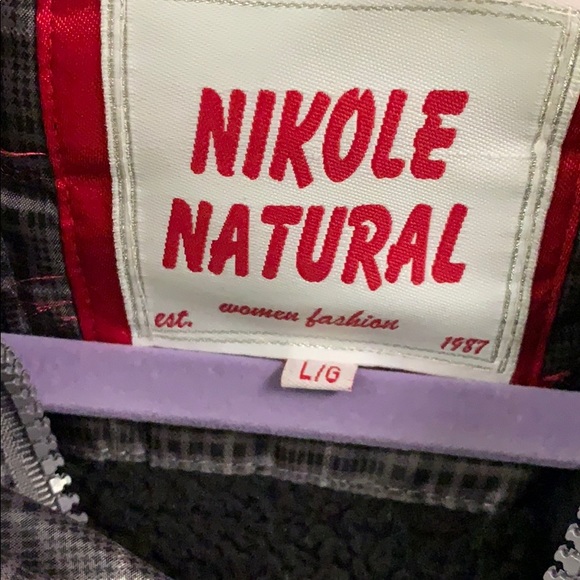 NIKOLE
NATURAL
women fashion
est. 1987
L/G